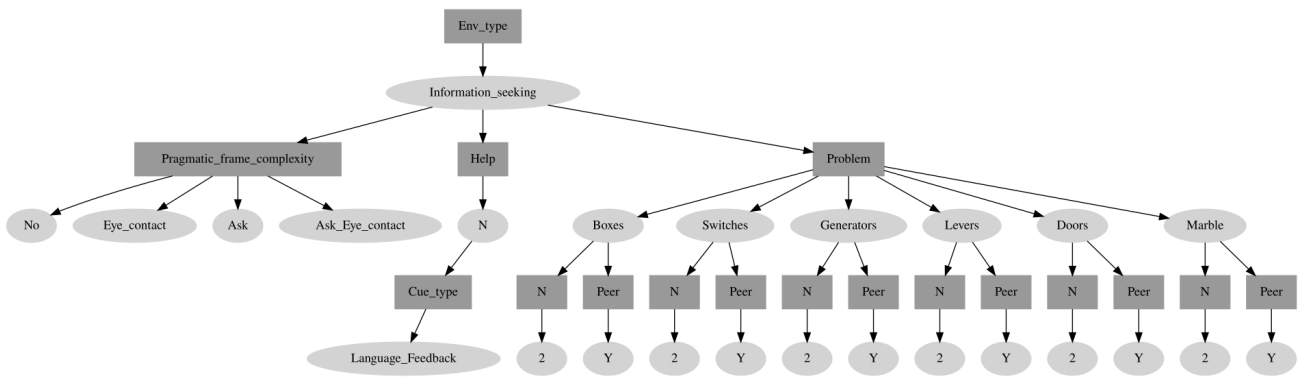 Env_type
Information_seeking
Pragmatic_frame_complexity Help Problem
No Eye_contact Ask Ask_Eye_contact N Boxes Switches Generators Levers Doors Marble
Cue_type N Peer N Peer N Peer N Peer N Peer N Peer
Language_Feedback 2 Y 2 Y 2 Y 2 Y 2 Y 2 Y